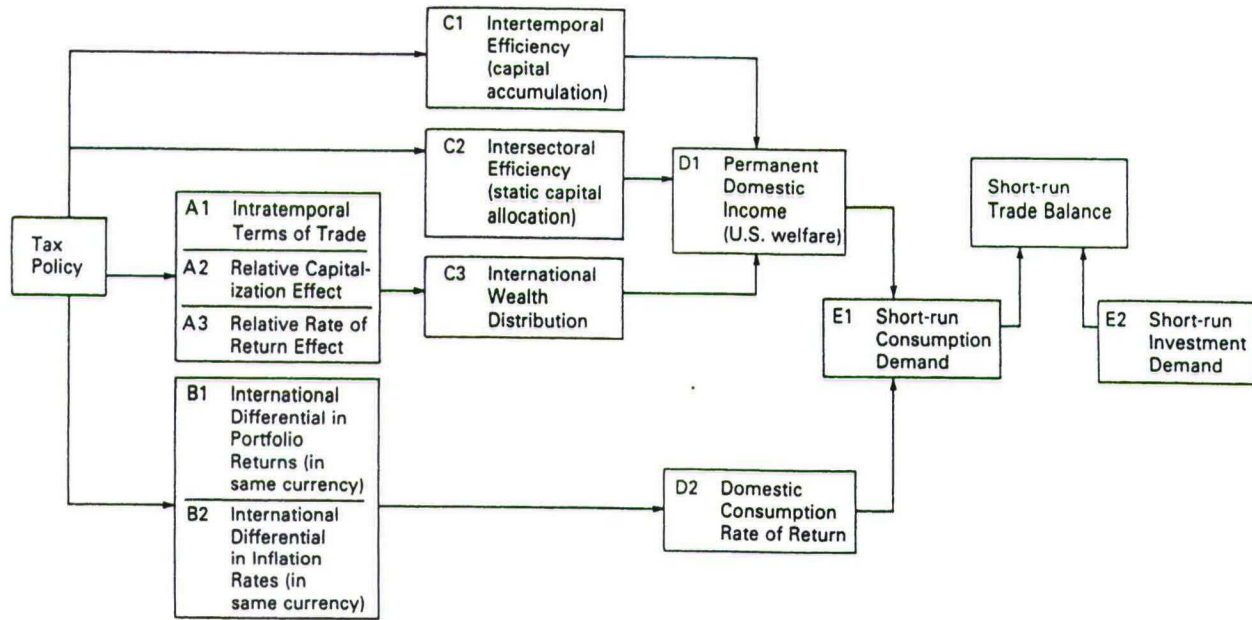 C1 Intertemporal
Efficiency
(capital
accumulation)
C2 Intersectoral
Efficiency
(static capital
allocation)
D1 Permanent
Domestic
Income
(U.S. welfare)
Short-run
Trade Balance
Tax
Policy
A1 Intratemporal
Terms of Trade
A2 Relative Capital-
ization Effect
A3 Relative Rate of
Return Effect
C3 International
Wealth
Distribution
E1 Short-run
Consumption
Demand
E2 Short-run
Investment
Demand
B1 International
Differential in
Portfolio
Returns (in
same currency)
B2 International
Differential
in Inflation
Rates (in
same currency)
D2 Domestic
Consumption
Rate of Return